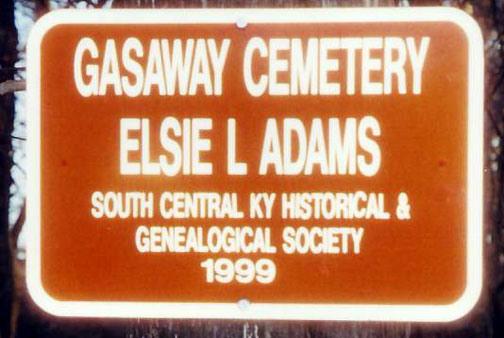 GASAWAY CEMETERY
ELSIE L ADAMS
SOUTH CENTRAL KY HISTORICAL &
GENEALOGICAL SOCIETY
1999